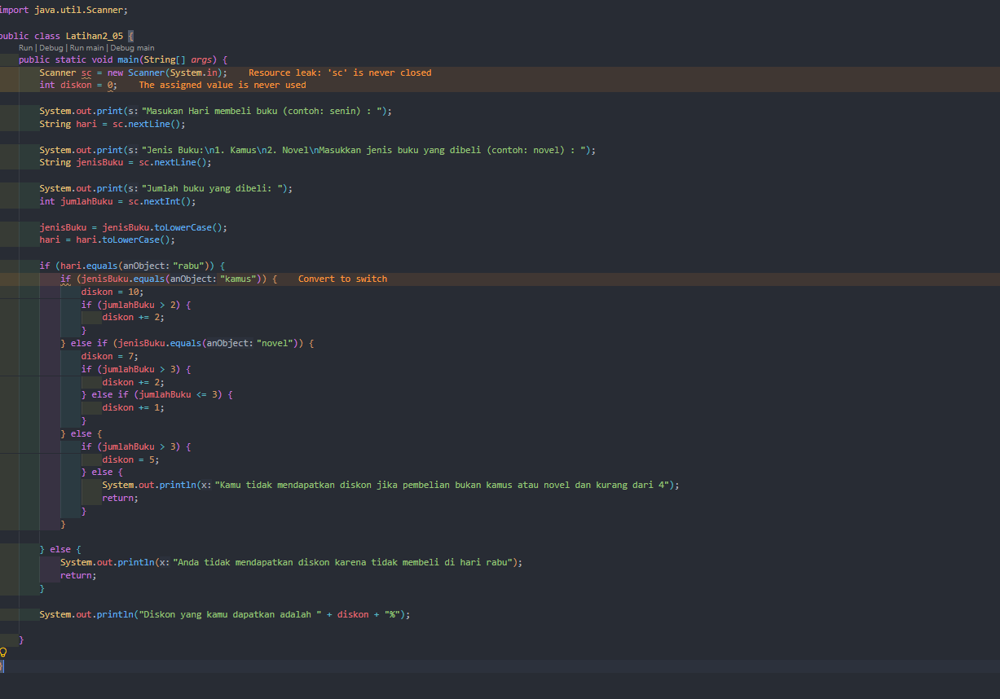 import java.util.Scanner;
public class Latihan2_05 {
Run | Debug | Run main | Debug main
public static void main(String[] args) {
Scanner sc = new Scanner(System.in);    Resource leak: 'sc' is never closed
int diskon = 0;    The assigned value is never used
System.out.print(s: "Masukan Hari membeli buku (contoh: senin) : ");
String hari = sc.nextLine();
System.out.print(s: "Jenis Buku:\n1. Kamus\n2. Novel\nMasukkan jenis buku yang dibeli (contoh: novel) : ");
String jenisBuku = sc.nextLine();
System.out.print(s: "Jumlah buku yang dibeli: ");
int jumlahBuku = sc.nextInt();
jenisBuku = jenisBuku.toLowerCase();
hari = hari.toLowerCase();
if (hari.equals(anObject: "rabu")) {
if (jenisBuku.equals(anObject: "kamus")) {    Convert to switch
diskon = 10;
if (jumlahBuku > 2) {
diskon += 2;
}
} else if (jenisBuku.equals(anObject: "novel")) {
diskon = 7;
if (jumlahBuku > 3) {
diskon += 2;
} else if (jumlahBuku <= 3) {
diskon += 1;
}
} else {
if (jumlahBuku > 3) {
diskon = 5;
} else {
System.out.println(x: "Kamu tidak mendapatkan diskon jika pembelian bukan kamus atau novel dan kurang dari 4");
return;
}
}
} else {
System.out.println(x: "Anda tidak mendapatkan diskon karena tidak membeli di hari rabu");
return;
}
System.out.println("Diskon yang kamu dapatkan adalah " + diskon + "%");
}
}